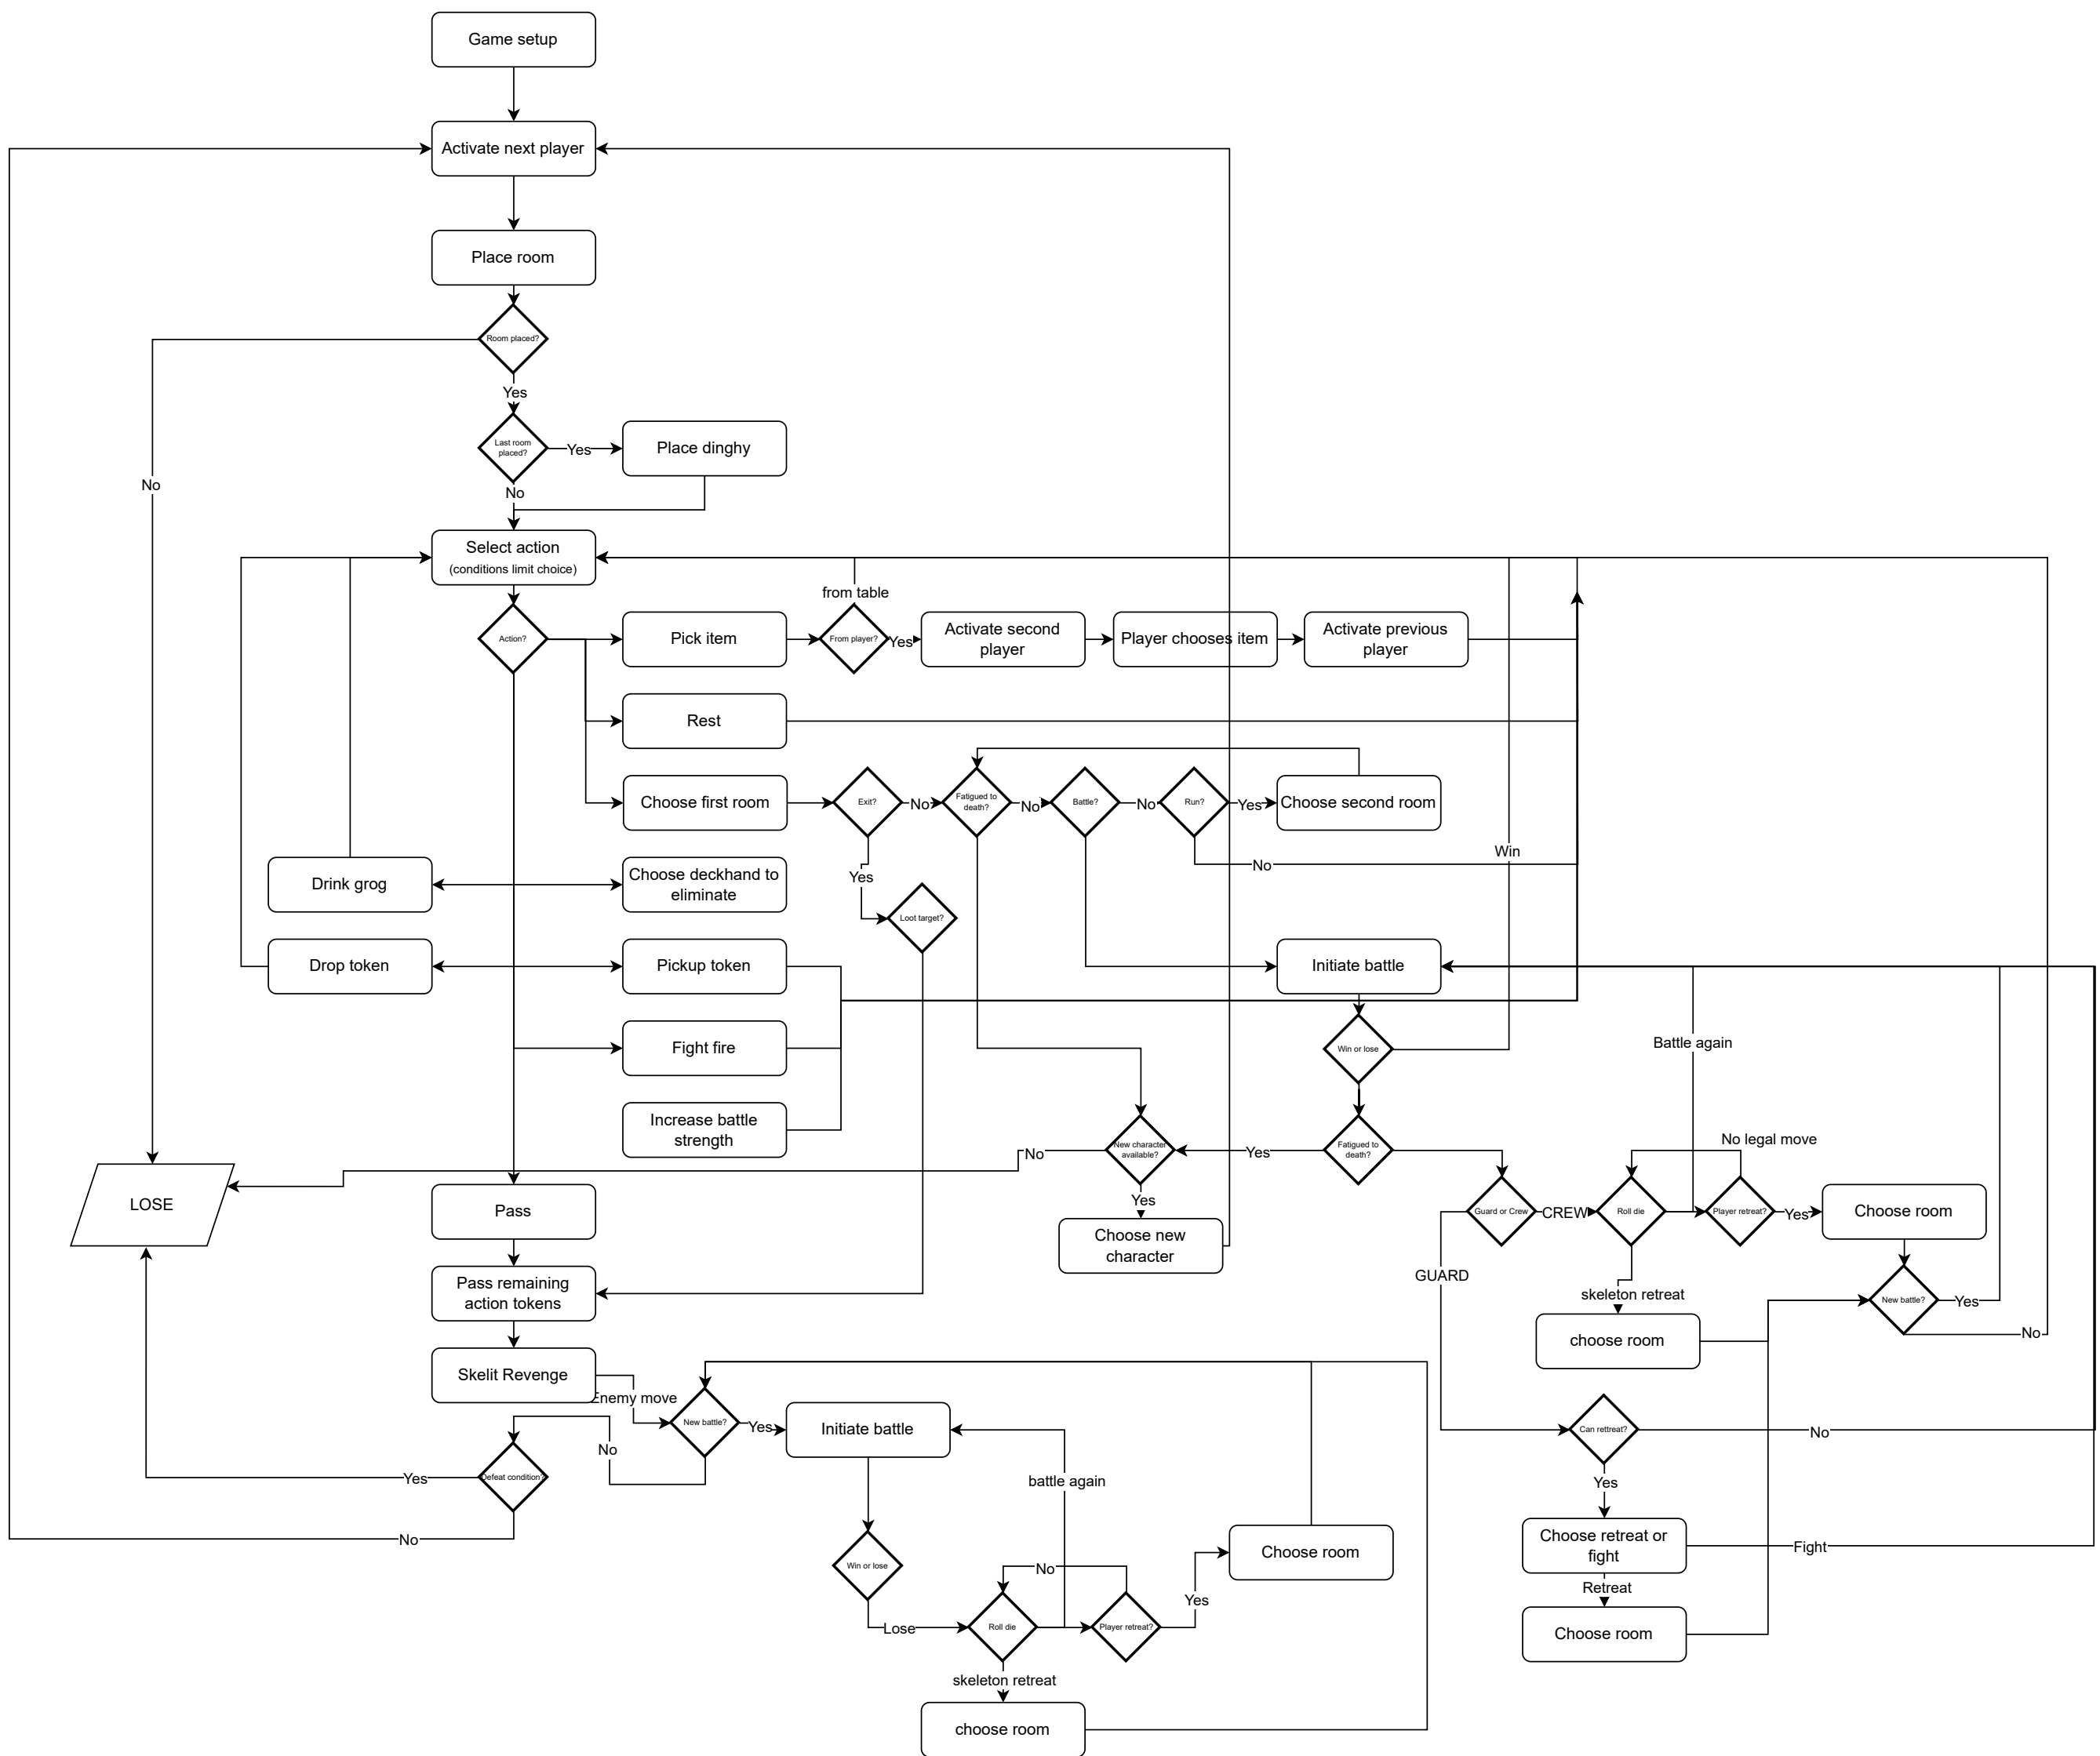 Game setup
Activate next player
Place room
Room placed?
Yes
Last room
placed?
Yes
Place dinghy
No
No
Select action
(conditions limit choice)
from table
Action?
Pick item
From player?
Yes
Activate second
player
Player chooses item
Activate previous
player
Rest
Choose first room
Exit?
No
Fatigued to
death?
No
Battle?
No
Run?
Yes
Choose second room
Win
No
Yes
Drink grog
Choose deckhand to
eliminate
Loot target?
Drop token
Pickup token
Initiate battle
Fight fire
Win or lose
Battle again
Increase battle
strength
No
New character
available?
Yes
Fatigued to
death?
No legal move
LOSE
Pass
Yes
Choose new
character
Guard or Crew
CREW
Roll die
Player retreat?
Yes
Choose room
GUARD
Pass remaining
action tokens
skeleton retreat
choose room
New battle?
Yes
No
Skelit Revenge
Enemy move
New battle?
Yes
Initiate battle
No
Can rettreat?
No
Defeat condition?
Yes
battle again
Yes
No
Choose retreat or
fight
Fight
Retreat
Choose room
Win or lose
Lose
No
Roll die
Player retreat?
Yes
Choose room
skeleton retreat
choose room